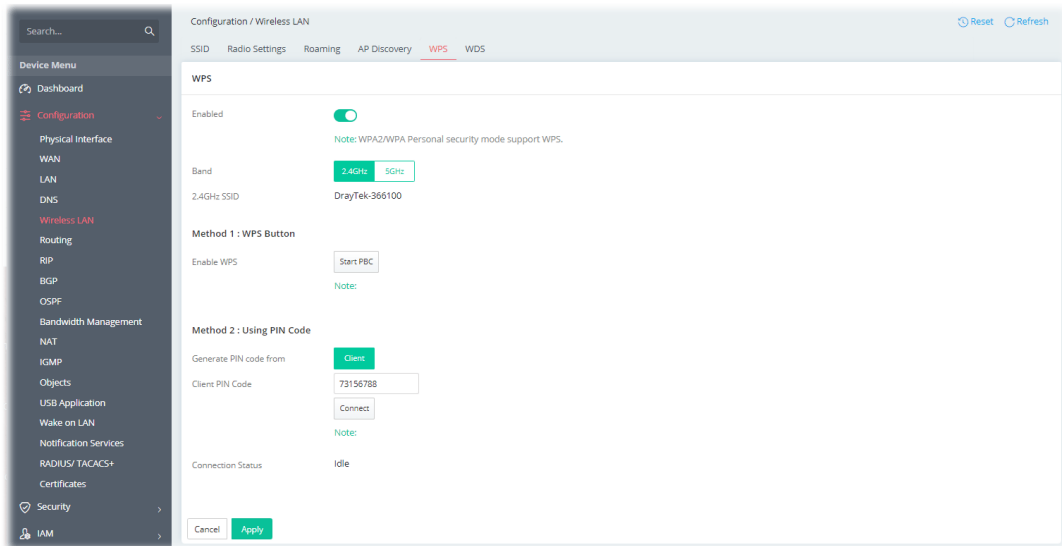 Search...
Device Menu
Dashboard
Configuration
Physical Interface
WAN
LAN
DNS
Wireless LAN
Routing
RIP
BGP
OSPF
Bandwidth Management
NAT
IGMP
Objects
USB Application
Wake on LAN
Notification Services
RADIUS/ TACACS+
Certificates
Security
IAM
Configuration / Wireless LAN
Reset Refresh
SSID Radio Settings Roaming AP Discovery WPS WDS
WPS
Enabled
Note: WPA2/WPA Personal security mode support WPS.
Band 2.4GHz 5GHz
2.4GHz SSID DrayTek-366100
Method 1 : WPS Button
Enable WPS Start PBC
Note:
Method 2 : Using PIN Code
Generate PIN code from Client
Client PIN Code 73156788
Connect
Note:
Connection Status Idle
Cancel Apply